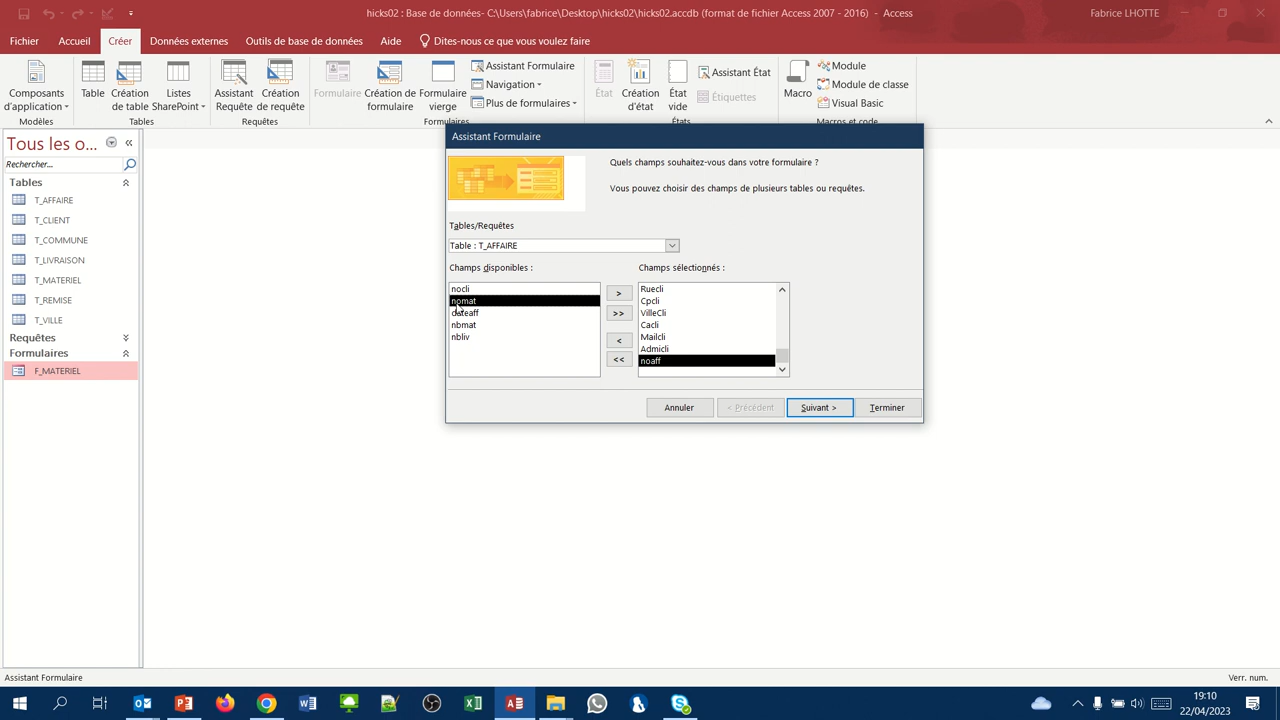 hicks02 : Base de données- C:\Users\fabrice\Desktop\hicks02\hicks02.accdb (format de fichier Access 2007 - 2016) - Access
Fabrice LHOTTE
Fichier
Accueil
Créer
Données externes
Outils de base de données
Aide
Dites-nous ce que vous voulez faire
Composants
d'application
Table
Création
de table
Listes
SharePoint
Assistant
Requête
Création
de requête
Formulaire
Création de
formulaire
Formulaire
vierge
Assistant Formulaire
Navigation
Plus de formulaires
État
Création
d'état
État
vide
Assistant État
Étiquettes
Macro
Module
Module de classe
Visual Basic
Modèles
Tables
Requêtes
Formulaires
États
Macros et code
Tous les o...
Rechercher...
Tables
T_AFFAIRE
T_CLIENT
T_COMMUNE
T_LIVRAISON
T_MATERIEL
T_REMISE
T_VILLE
Requêtes
Formulaires
F_MATERIEL
Assistant Formulaire
Quels champs souhaitez-vous dans votre formulaire ?
Vous pouvez choisir des champs de plusieurs tables ou requêtes.
Tables/Requêtes
Table : T_AFFAIRE
Champs disponibles :
Champs sélectionnés :
nocli
nomat
dateaff
nbmat
nbliv
>
>>
<
<<
Ruecli
Cpcli
VilleCli
Cacli
Mailcli
Admicli
noaff
Annuler
< Précédent
Suivant >
Terminer
Assistant Formulaire
Verr. num.
19:10
22/04/2023